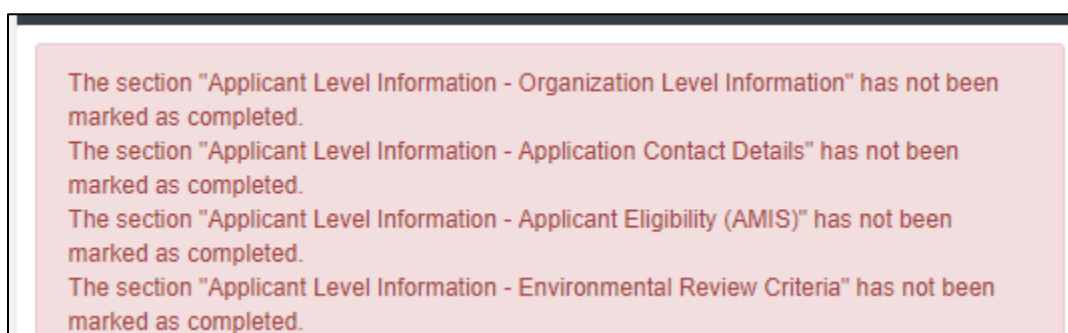 The section "Applicant Level Information - Organization Level Information" has not been
marked as completed.
The section "Applicant Level Information - Application Contact Details" has not been
marked as completed.
The section "Applicant Level Information - Applicant Eligibility (AMIS)" has not been
marked as completed.
The section "Applicant Level Information - Environmental Review Criteria" has not been
marked as completed.